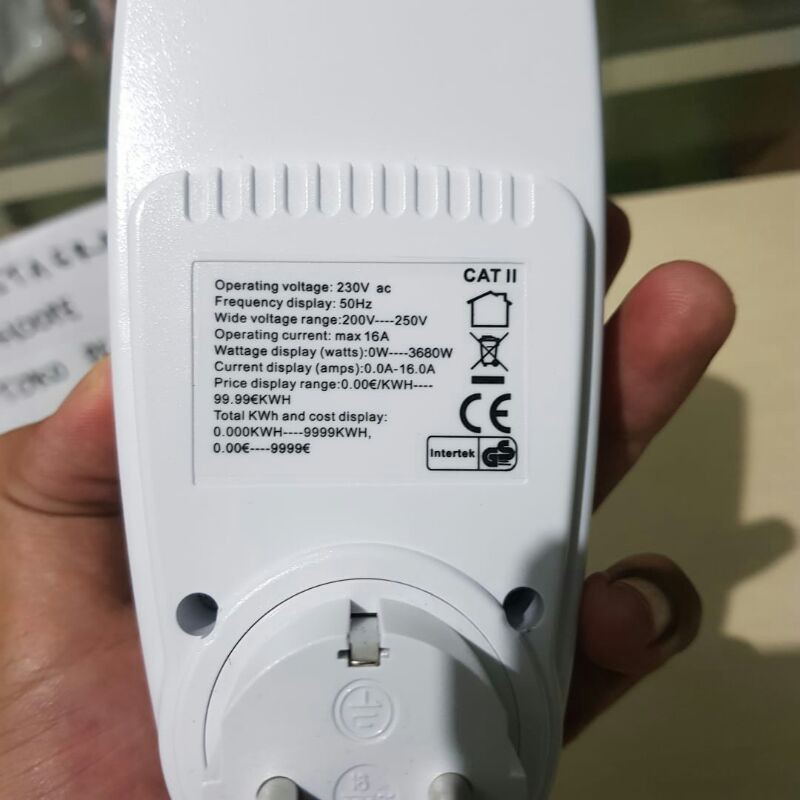 CAT II
Operating voltage: 230V ac
Frequency display: 50Hz
Wide voltage range:200V----250V
Operating current: max 16A
Wattage display (watts):0W----3680W
Current display (amps):0.0A-16.0A
Price display range:0.00€/KWH----
99.99€KWH
Total KWh and cost display:
0.000KWH----9999KWH,
0.00€----9999€
CE
Intertek GS